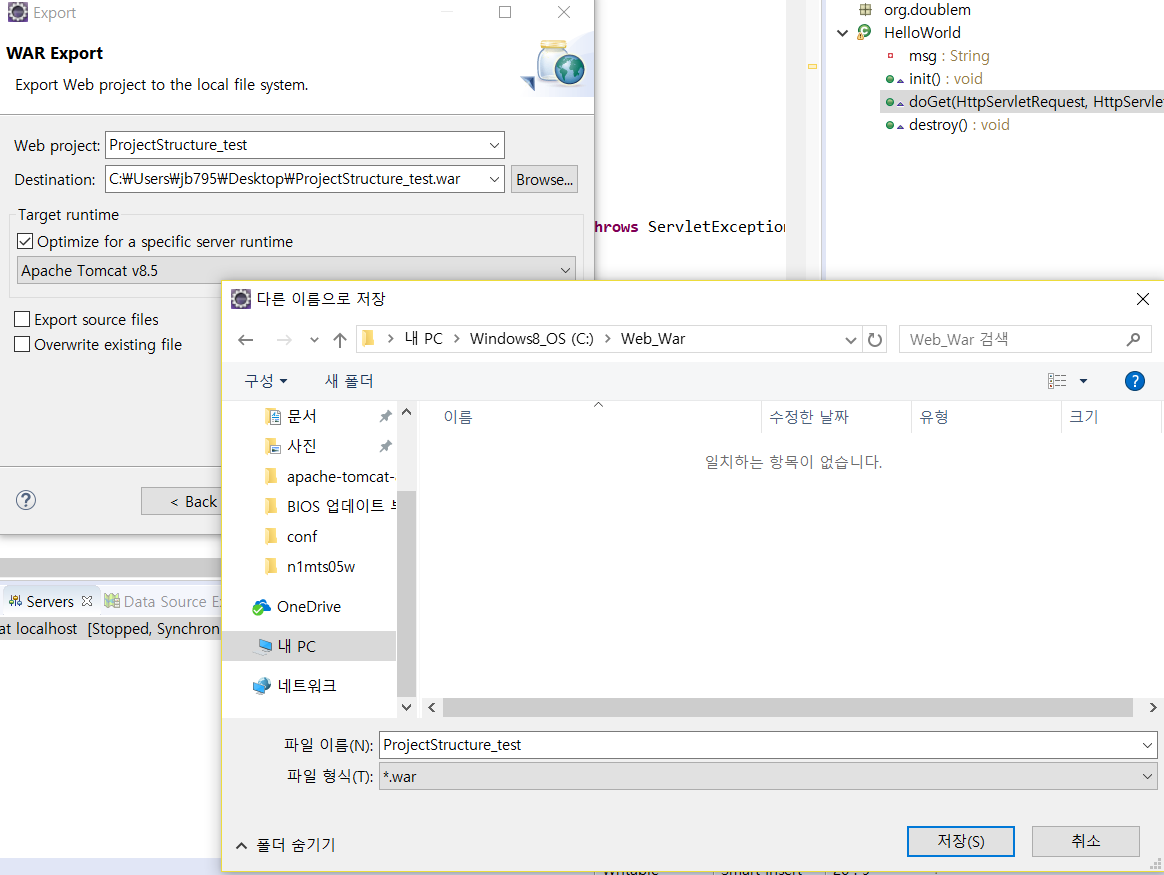 Export
WAR Export
Export Web project to the local file system.
Web project: ProjectStructure_test
Destination: C:₩Users₩jb795₩Desktop₩ProjectStructure_test.war Browse...
Target runtime
Optimize for a specific server runtime
Apache Tomcat v8.5
Export source files
Overwrite existing file
? < Back
org.doublem
HelloWorld
msg : String
init() : void
doGet(HttpServletRequest, HttpServle
destroy() : void
hrows ServletException
Servers Data Source Ex
at localhost [Stopped, Synchron
다른 이름으로 저장
내 PC > Windows8_OS (C:) > Web_War Web_War 검색
구성 새 폴더 ?
문서
사진
apache-tomcat-
BIOS 업데이트
conf
n1mts05w
OneDrive
내 PC
네트워크
이름 수정한 날짜 유형 크기
일치하는 항목이 없습니다.
파일 이름(N): ProjectStructure_test
파일 형식(T): *.war
폴더 숨기기 저장(S) 취소
Writable Smart Insert